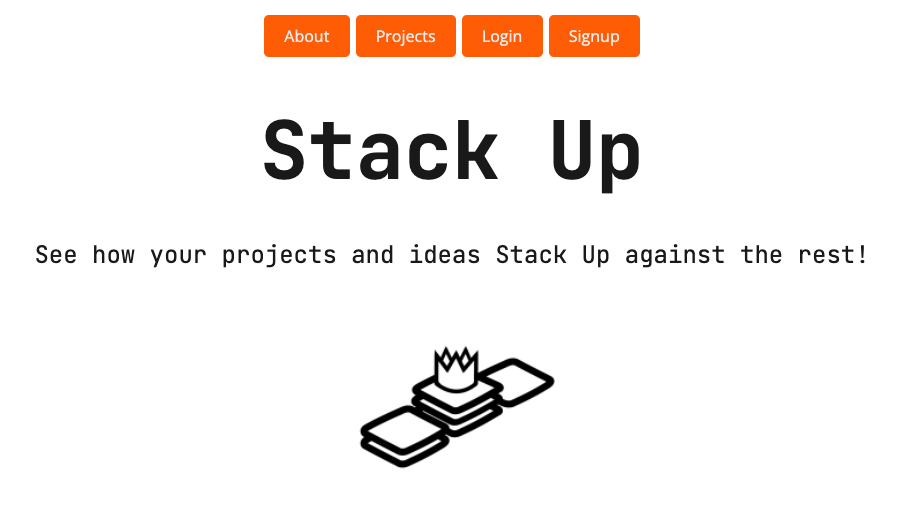 About Projects Login Signup
Stack Up
See how your projects and ideas Stack Up against the rest!